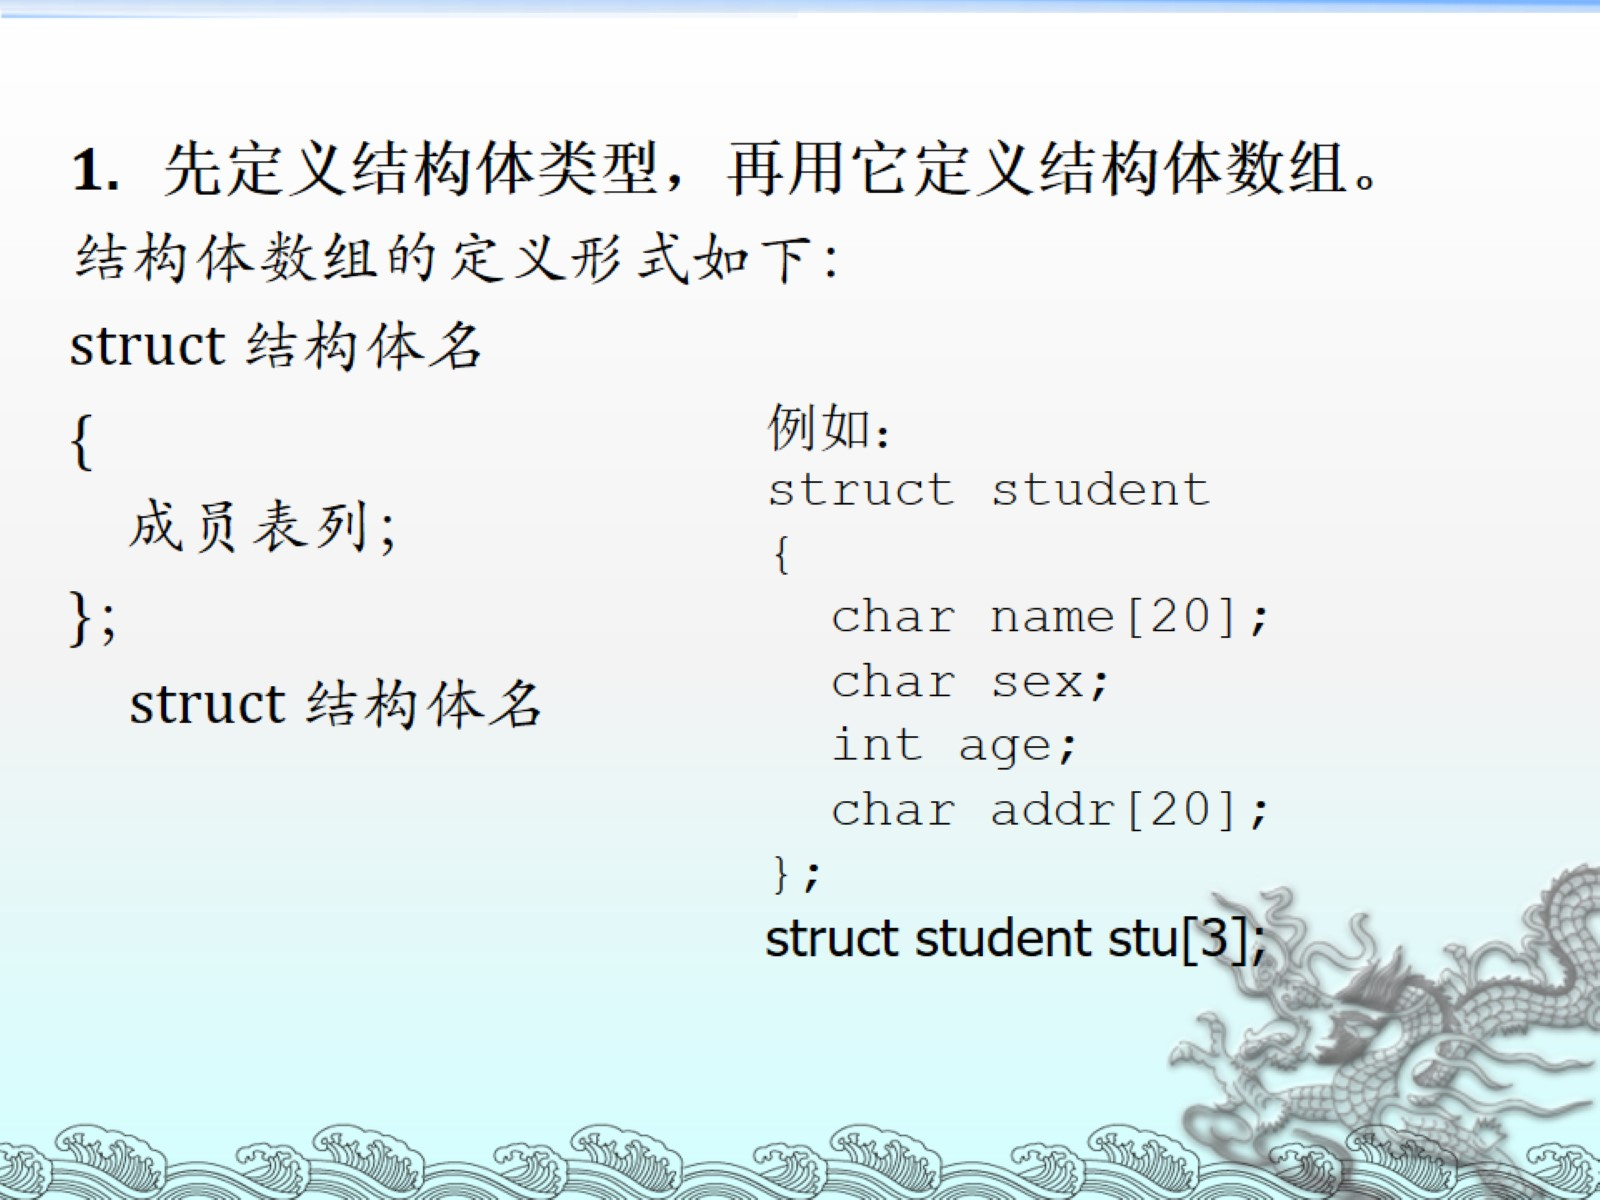 1. 先定义结构体类型，再用它定义结构体数组。
结构体数组的定义形式如下：
struct 结构体名
{
成员表列;
};
struct 结构体名
例如：
struct student
{
char name[20];
char sex;
int age;
char addr[20];
};
struct student stu[3];